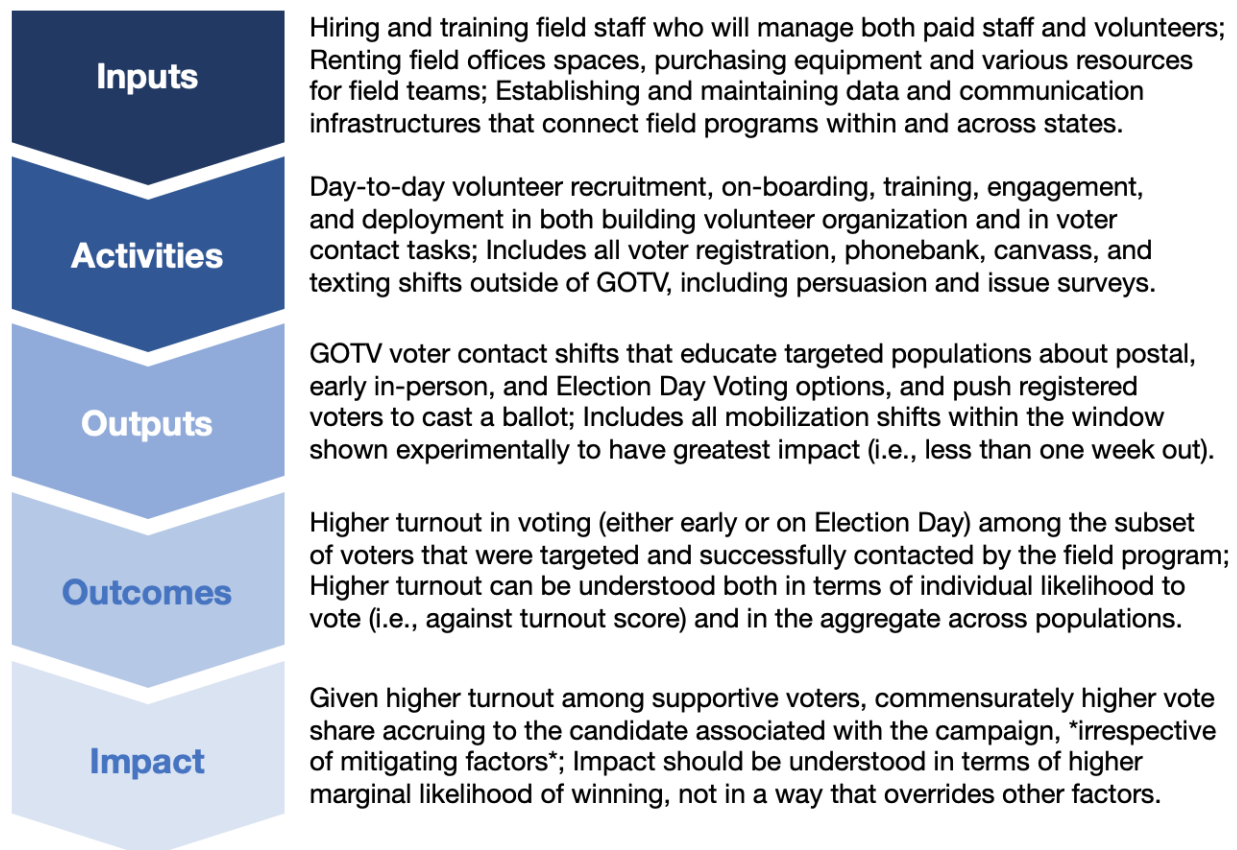 Inputs
Hiring and training field staff who will manage both paid staff and volunteers;
Renting field offices spaces, purchasing equipment and various resources
for field teams; Establishing and maintaining data and communication
infrastructures that connect field programs within and across states.
Activities
Day-to-day volunteer recruitment, on-boarding, training, engagement,
and deployment in both building volunteer organization and in voter
contact tasks; Includes all voter registration, phonebank, canvass, and
texting shifts outside of GOTV, including persuasion and issue surveys.
Outputs
GOTV voter contact shifts that educate targeted populations about postal,
early in-person, and Election Day Voting options, and push registered
voters to cast a ballot; Includes all mobilization shifts within the window
shown experimentally to have greatest impact (i.e., less than one week out).
Outcomes
Higher turnout in voting (either early or on Election Day) among the subset
of voters that were targeted and successfully contacted by the field program;
Higher turnout can be understood both in terms of individual likelihood to
vote (i.e., against turnout score) and in the aggregate across populations.
Impact
Given higher turnout among supportive voters, commensurately higher vote
share accruing to the candidate associated with the campaign, *irrespective
of mitigating factors*; Impact should be understood in terms of higher
marginal likelihood of winning, not in a way that overrides other factors.